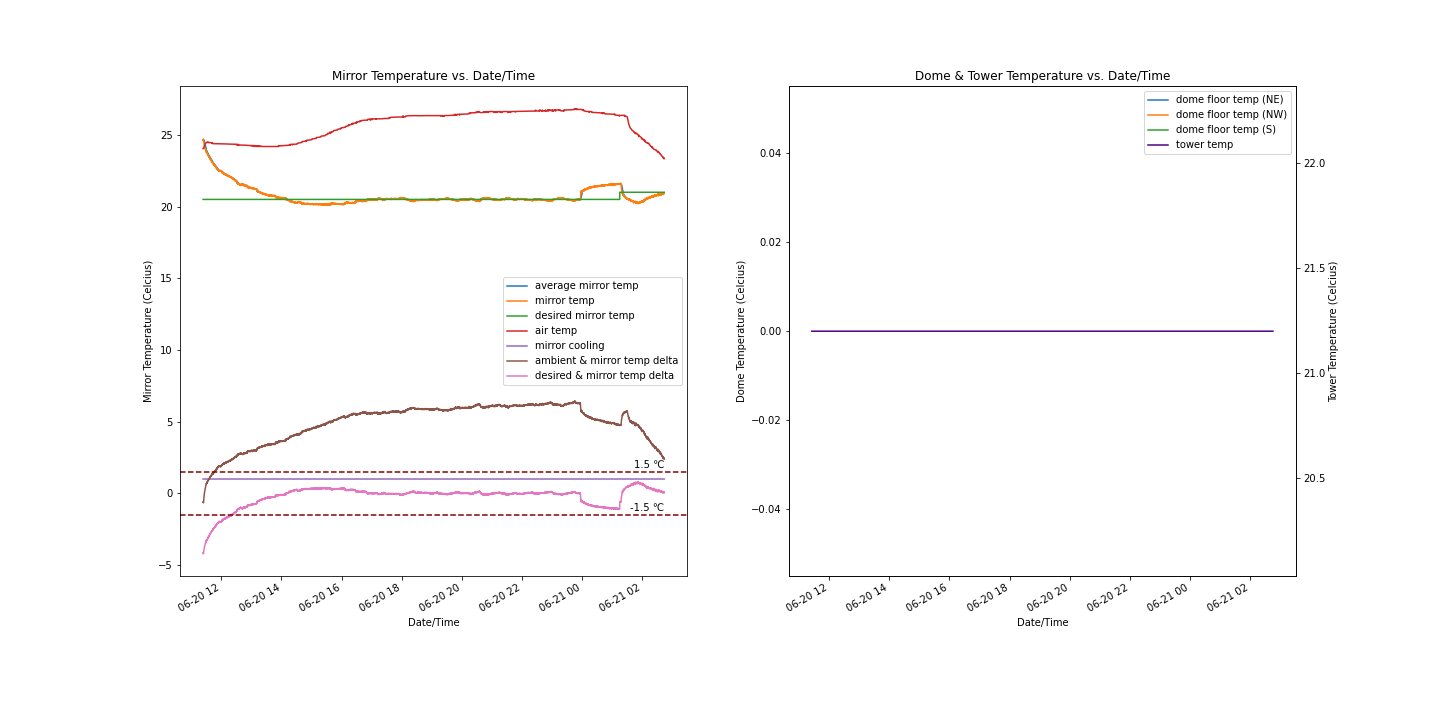 Mirror Temperature vs. Date/Time
Mirror Temperature (Celcius)
25
20
15
10
5
0
−5
average mirror temp
mirror temp
desired mirror temp
air temp
mirror cooling
ambient & mirror temp delta
desired & mirror temp delta
1.5 °C
-1.5 °C
06-20 12
06-20 14
06-20 16
06-20 18
06-20 20
06-20 22
06-21 00
06-21 02
Date/Time
Dome & Tower Temperature vs. Date/Time
Dome Temperature (Celcius)
0.04
0.02
0.00
−0.02
−0.04
dome floor temp (NE)
dome floor temp (NW)
dome floor temp (S)
tower temp
22.0
21.5
21.0
20.5
Tower Temperature (Celcius)
06-20 12
06-20 14
06-20 16
06-20 18
06-20 20
06-20 22
06-21 00
06-21 02
Date/Time